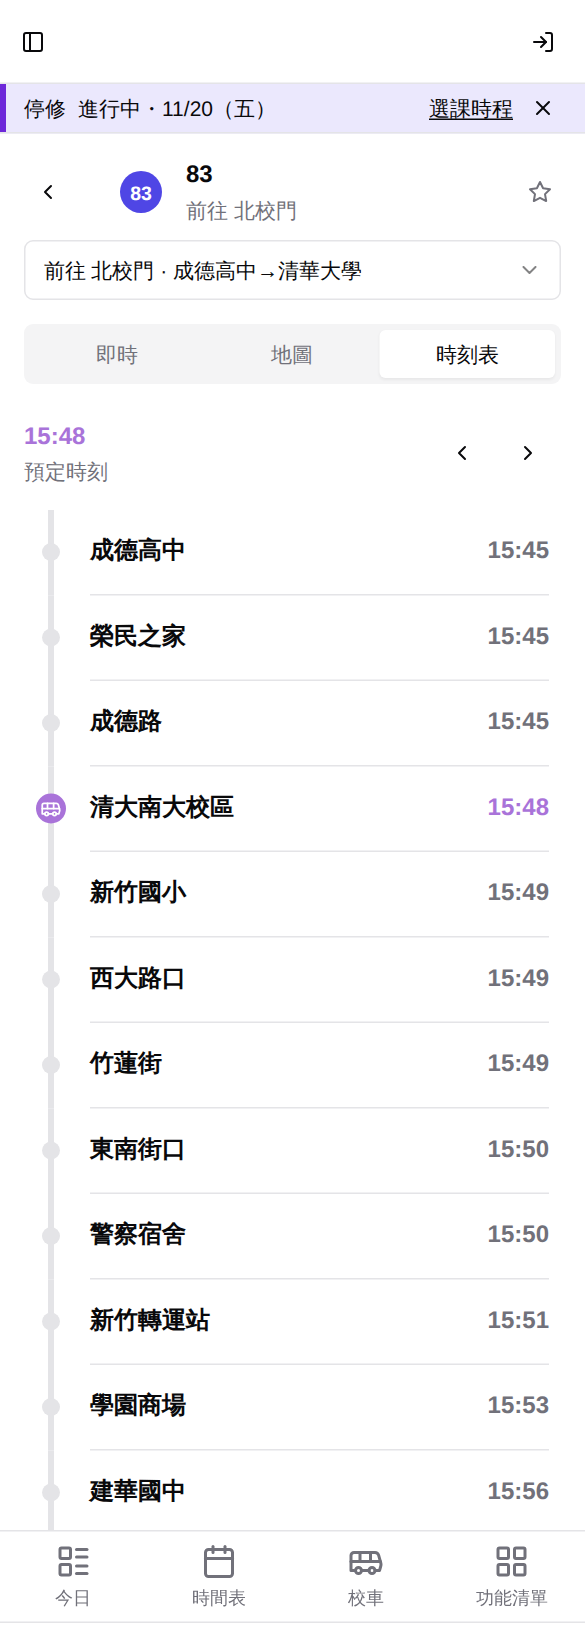 停修 進行中・11/20（五）
選課時程
83
83
前往 北校門
前往 北校門 · 成德高中→清華大學
即時
地圖
時刻表
15:48
預定時刻
成德高中 15:45
榮民之家 15:45
成德路 15:45
清大南大校區 15:48
新竹國小 15:49
西大路口 15:49
竹蓮街 15:49
東南街口 15:50
警察宿舍 15:50
新竹轉運站 15:51
學園商場 15:53
建華國中 15:56
今日
時間表
校車
功能清單